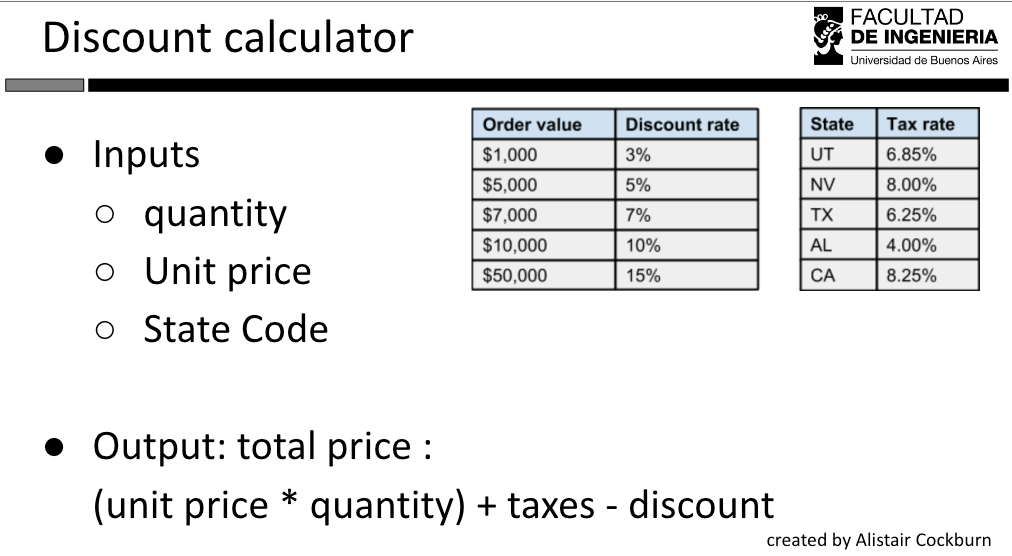 Discount calculator
FACULTAD
DE INGENIERIA
Universidad de Buenos Aires
● Inputs
○ quantity
○ Unit price
○ State Code
Order value Discount rate
$1,000 3%
$5,000 5%
$7,000 7%
$10,000 10%
$50,000 15%
State Tax rate
UT 6.85%
NV 8.00%
TX 6.25%
AL 4.00%
CA 8.25%
● Output: total price :
(unit price * quantity) + taxes - discount
created by Alistair Cockburn